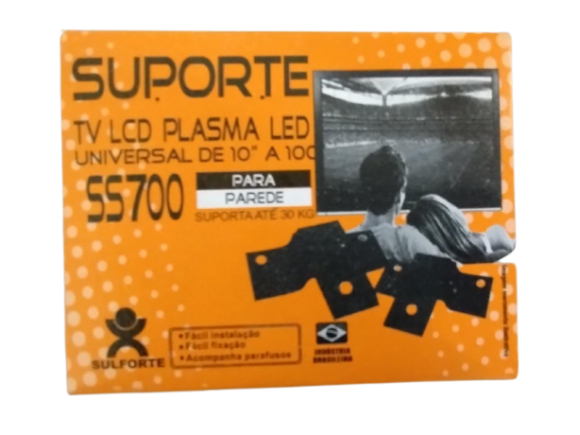 SUPORTE
TV LCD PLASMA LED
UNIVERSAL DE 10" A 100
SS700
PARA
PAREDE
SUPORTA ATÉ 30 KG
SULFORTE
• Fácil instalação
• Fácil fixação
• Acompanha parafusos
INDÚSTRIA
BRASILEIRA